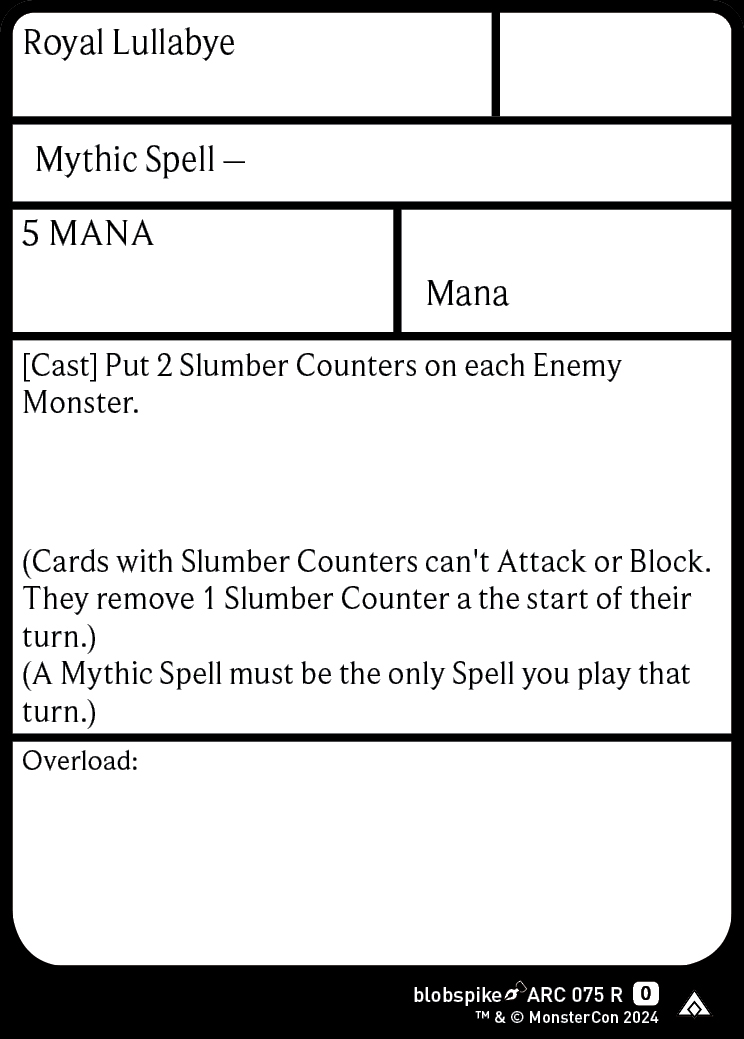 Royal Lullabye
Mythic Spell —
5 MANA
Mana
[Cast] Put 2 Slumber Counters on each Enemy
Monster.
(Cards with Slumber Counters can't Attack or Block.
They remove 1 Slumber Counter a the start of their
turn.)
(A Mythic Spell must be the only Spell you play that
turn.)
Overload:
blobspike ARC 075 R 0
™ & © MonsterCon 2024